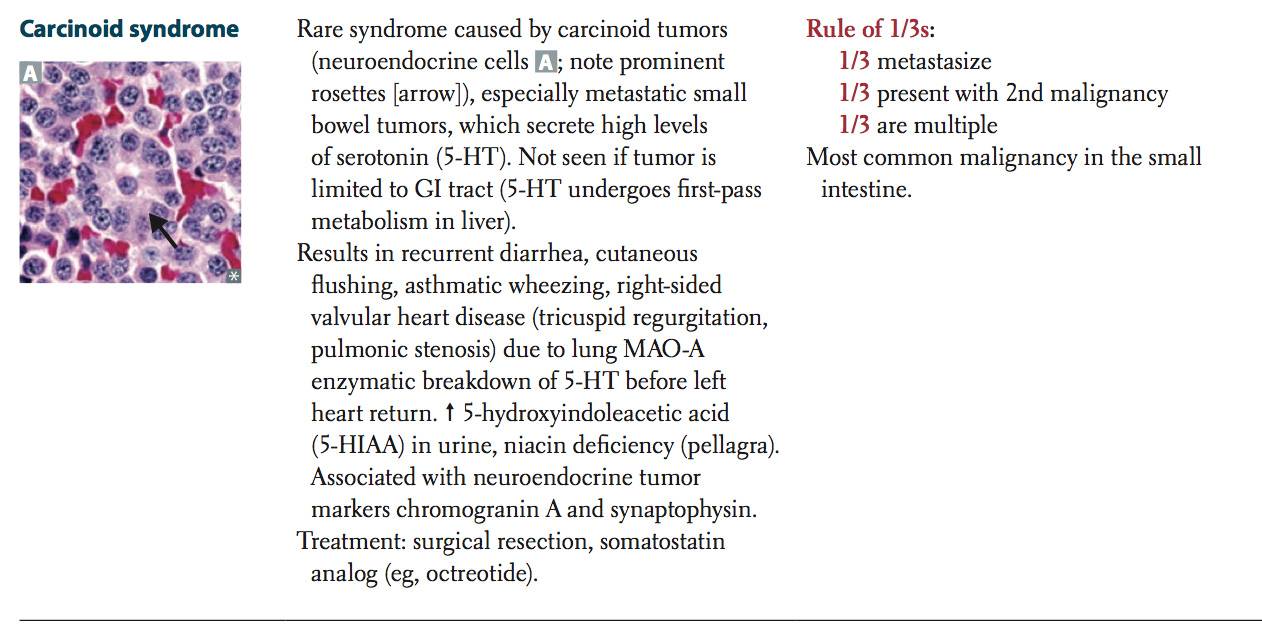 Carcinoid syndrome
A
*
Rare syndrome caused by carcinoid tumors
(neuroendocrine cells A; note prominent
rosettes [arrow]), especially metastatic small
bowel tumors, which secrete high levels
of serotonin (5-HT). Not seen if tumor is
limited to GI tract (5-HT undergoes first-pass
metabolism in liver).
Results in recurrent diarrhea, cutaneous
flushing, asthmatic wheezing, right-sided
valvular heart disease (tricuspid regurgitation,
pulmonic stenosis) due to lung MAO-A
enzymatic breakdown of 5-HT before left
heart return. ↑ 5-hydroxyindoleacetic acid
(5-HIAA) in urine, niacin deficiency (pellagra).
Associated with neuroendocrine tumor
markers chromogranin A and synaptophysin.
Treatment: surgical resection, somatostatin
analog (eg, octreotide).
Rule of 1/3s:
1/3 metastasize
1/3 present with 2nd malignancy
1/3 are multiple
Most common malignancy in the small
intestine.